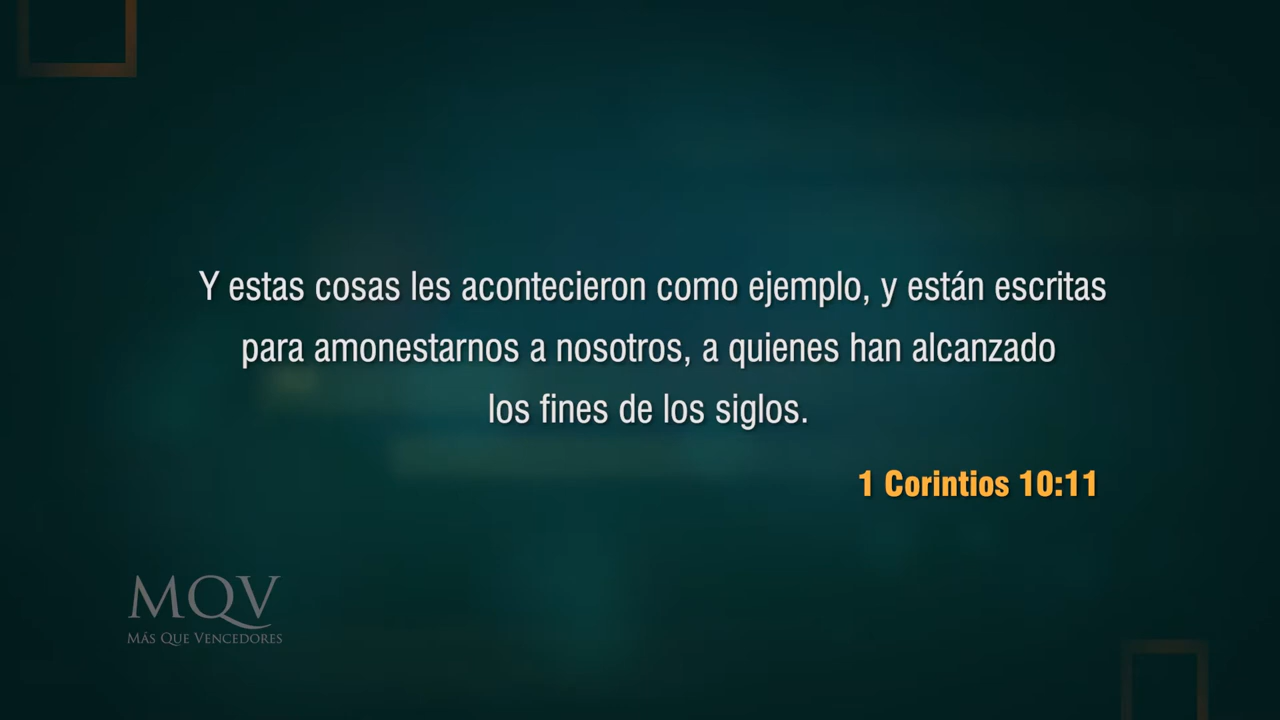 Y estas cosas les acontecieron como ejemplo, y están escritas
para amonestarnos a nosotros, a quienes han alcanzado
los fines de los siglos.
1 Corintios 10:11
MQV
MÁS QUE VENCEDORES